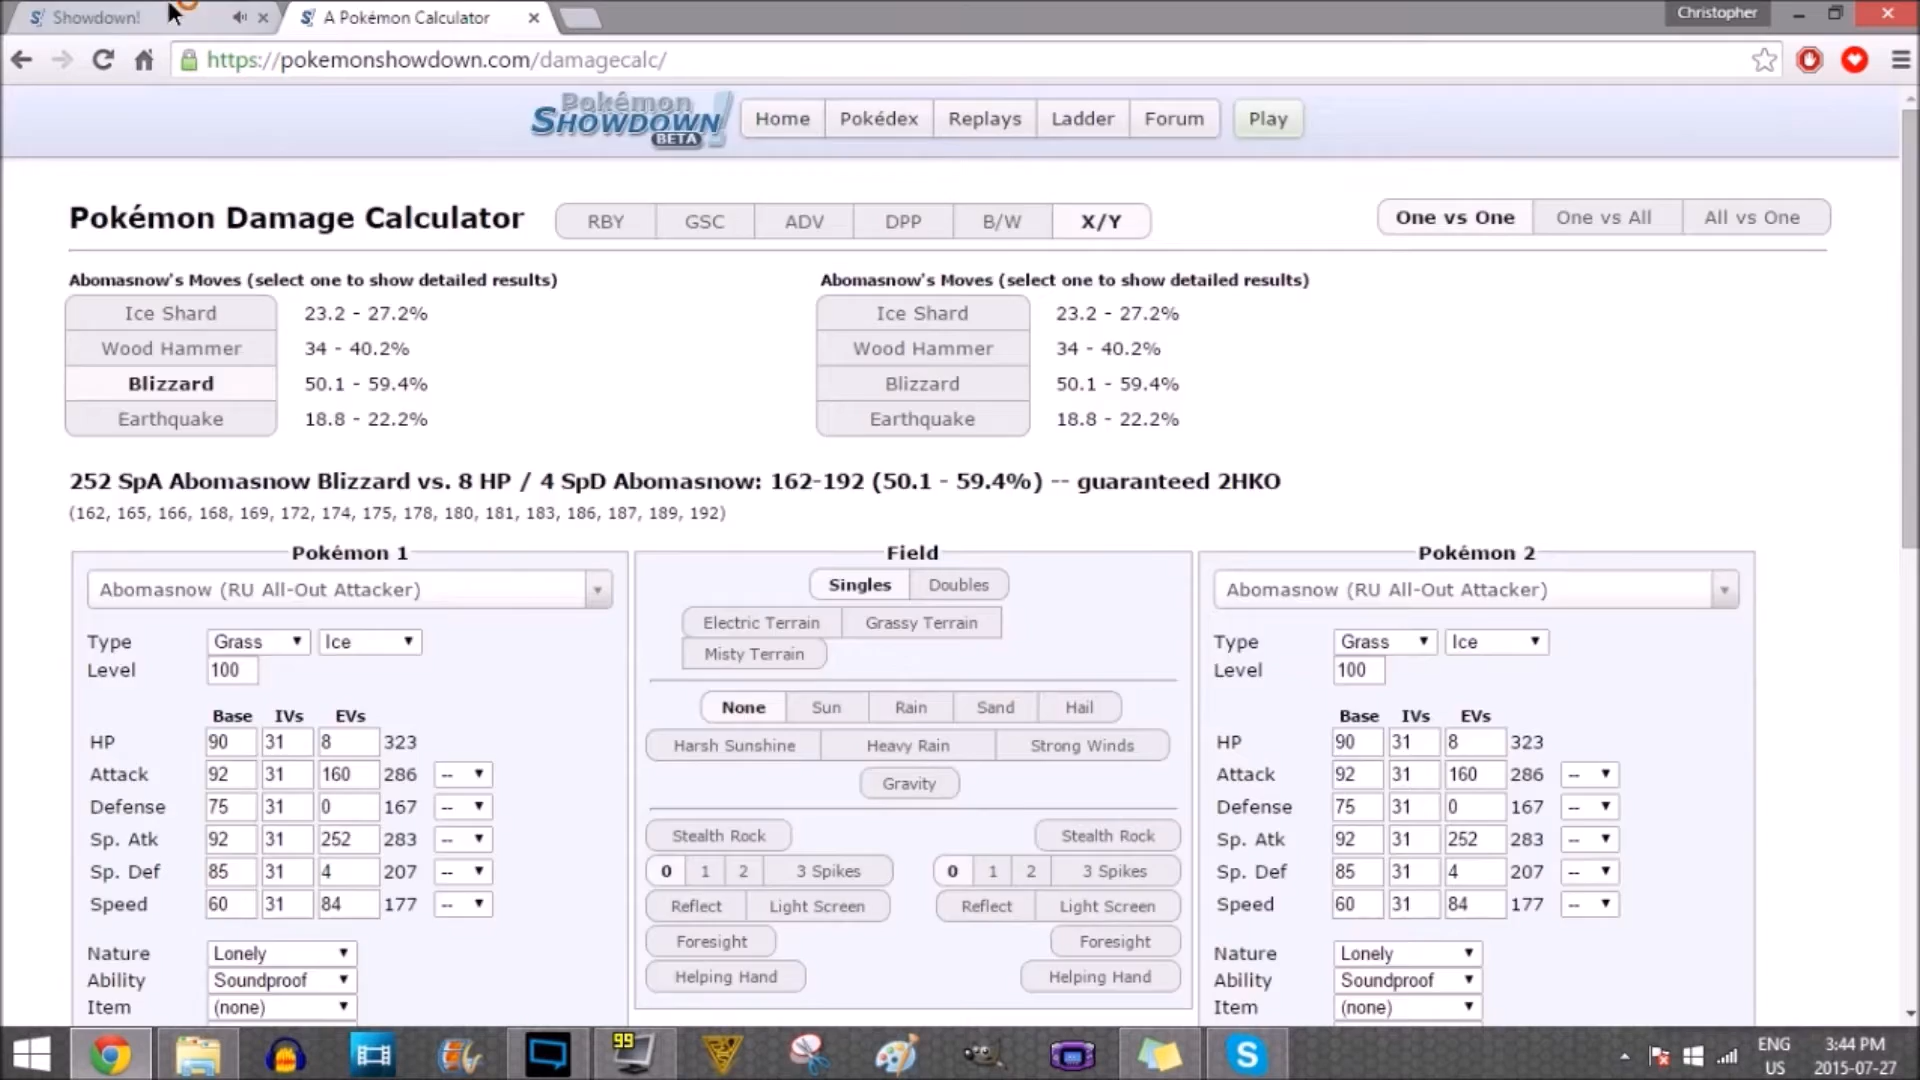 Showdown!
A Pokémon Calculator
Christopher
https://pokemonshowdown.com/damagecalc/
Pokémon SHOWDOWN! BETA
Home Pokédex Replays Ladder Forum Play
Pokémon Damage Calculator RBY GSC ADV DPP B/W X/Y One vs One One vs All All vs One
Abomasnow's Moves (select one to show detailed results) Abomasnow's Moves (select one to show detailed results)
Ice Shard 23.2 - 27.2% Ice Shard 23.2 - 27.2%
Wood Hammer 34 - 40.2% Wood Hammer 34 - 40.2%
Blizzard 50.1 - 59.4% Blizzard 50.1 - 59.4%
Earthquake 18.8 - 22.2% Earthquake 18.8 - 22.2%
252 SpA Abomasnow Blizzard vs. 8 HP / 4 SpD Abomasnow: 162-192 (50.1 - 59.4%) -- guaranteed 2HKO
(162, 165, 166, 168, 169, 172, 174, 175, 178, 180, 181, 183, 186, 187, 189, 192)
Pokémon 1
Abomasnow (RU All-Out Attacker)
Type Grass Ice
Level 100
Base IVs EVs
HP 90 31 8 323
Attack 92 31 160 286 --
Defense 75 31 0 167 --
Sp. Atk 92 31 252 283 --
Sp. Def 85 31 4 207 --
Speed 60 31 84 177 --
Nature Lonely
Ability Soundproof
Item (none)
Field
Singles Doubles
Electric Terrain Grassy Terrain
Misty Terrain
None Sun Rain Sand Hail
Harsh Sunshine Heavy Rain Strong Winds
Gravity
Stealth Rock Stealth Rock
0 1 2 3 Spikes 0 1 2 3 Spikes
Reflect Light Screen Reflect Light Screen
Foresight Foresight
Helping Hand Helping Hand
Pokémon 2
Abomasnow (RU All-Out Attacker)
Type Grass Ice
Level 100
Base IVs EVs
HP 90 31 8 323
Attack 92 31 160 286 --
Defense 75 31 0 167 --
Sp. Atk 92 31 252 283 --
Sp. Def 85 31 4 207 --
Speed 60 31 84 177 --
Nature Lonely
Ability Soundproof
Item (none)
99
ENG
US
3:44 PM
2015-07-27